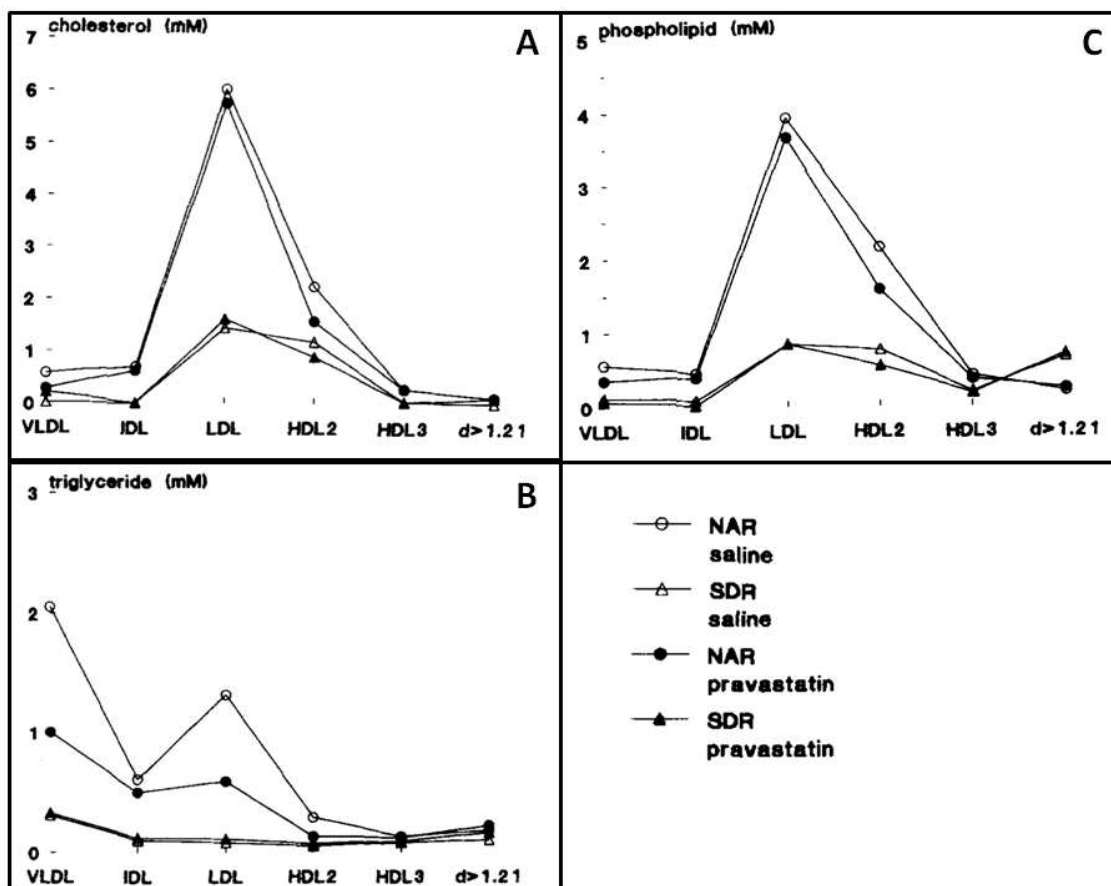 cholesterol (mM)
A
7
6
5
4
3
2
1
0
VLDL IDL LDL HDL2 HDL3 d>1.21
phospholipid (mM)
C
5
4
3
2
1
0
VLDL IDL LDL HDL2 HDL3 d>1.21
triglyceride (mM)
B
3
2
1
0
VLDL IDL LDL HDL2 HDL3 d>1.21
NAR
saline
SDR
saline
NAR
pravastatin
SDR
pravastatin